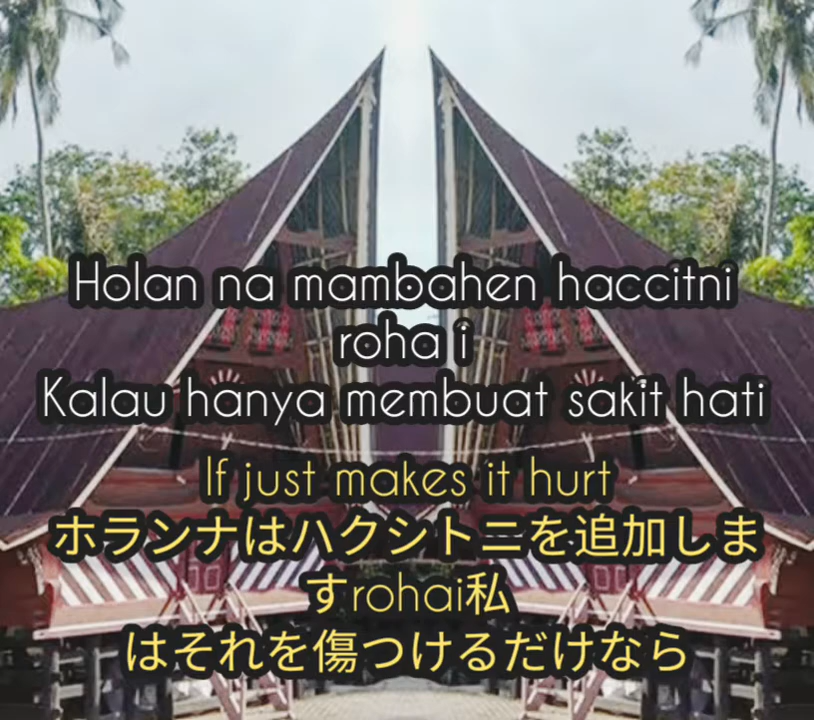 Holan na mambahen haccitni
roha i
Kalau hanya membuat sakit hati
If just makes it hurt
ホランナはハクシトニを追加しま
すrohai私
はそれを傷つけるだけなら